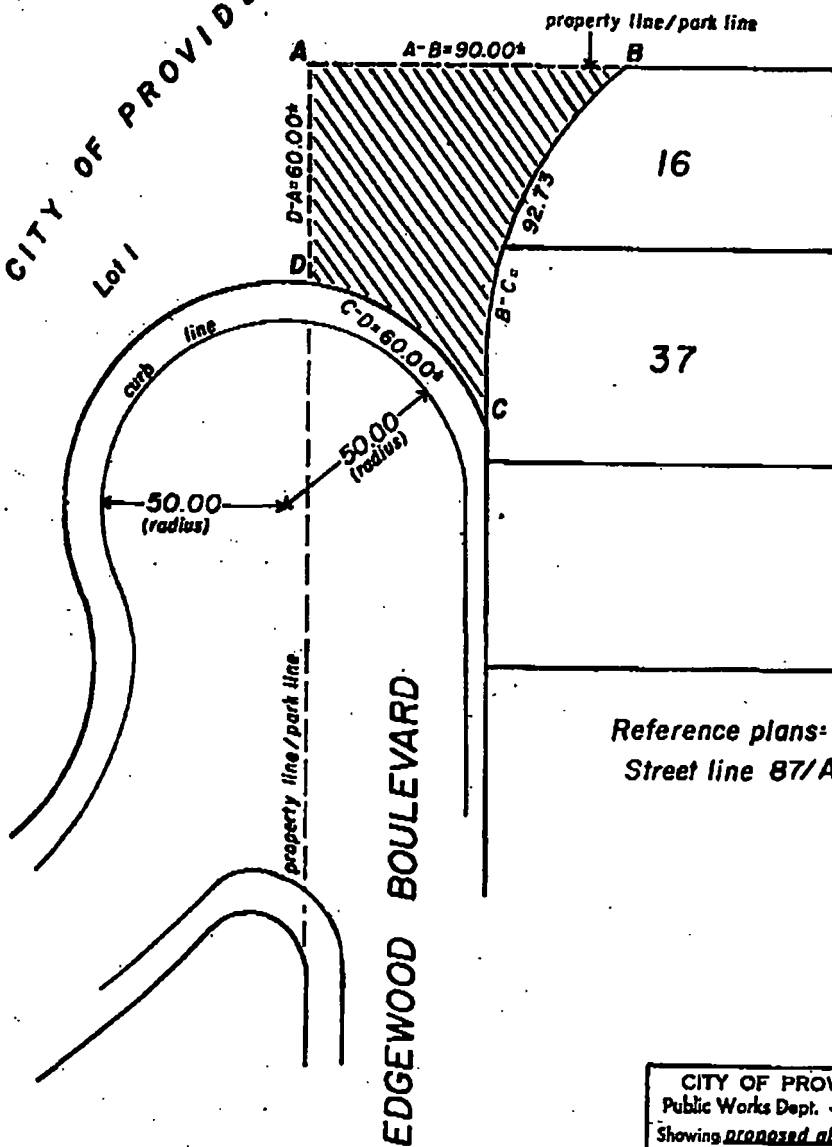 CITY OF PROVIDE
property line/park line
A
A-B=90.00±
B
D-A=60.00±
16
92.73
B-C=
Lot 1
D
C-D=60.00±
curb line
37
C
50.00
(radius)
50.00
(radius)
property line/park line
EDGEWOOD BOULEVARD
Reference plans=
Street line 87/A
CITY OF PROV
Public Works Dept.
Showing proposed